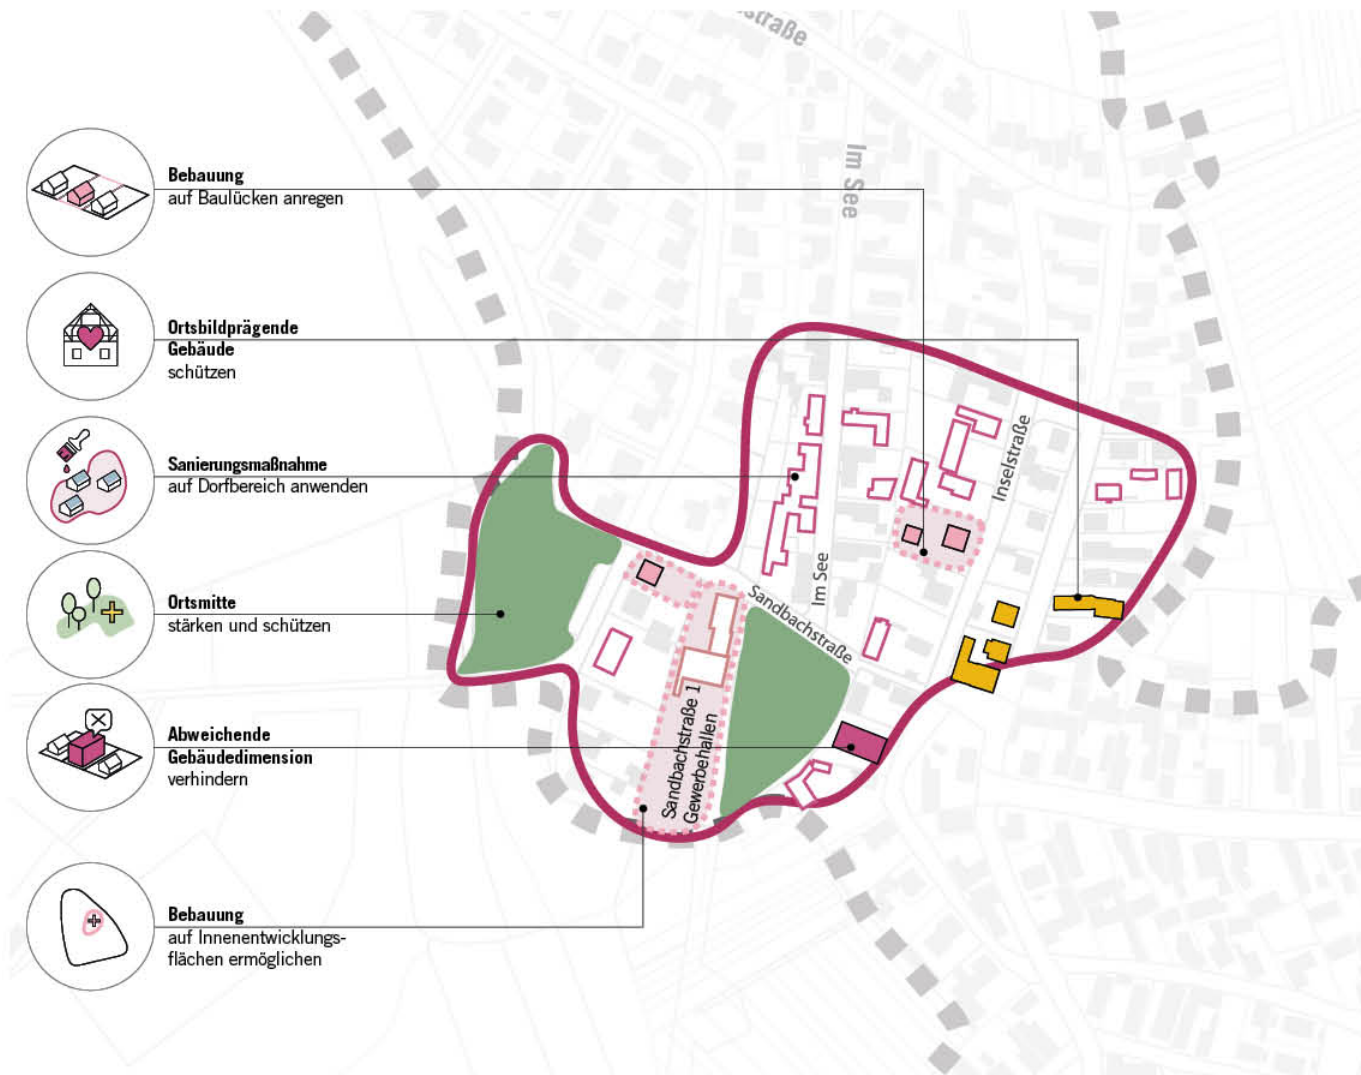 straße
Im See
Bebauung
auf Baulücken anregen
Ortsbildprägende
Gebäude
schützen
Sanierungsmaßnahme
auf Dorfbereich anwenden
Ortsmitte
stärken und schützen
Abweichende
Gebäudedimension
verhindern
Bebauung
auf Innenentwicklungs-
flächen ermöglichen
Inselstraße
Im See
Sandbachstraße
Sandbachstraße 1
Gewerbehallen